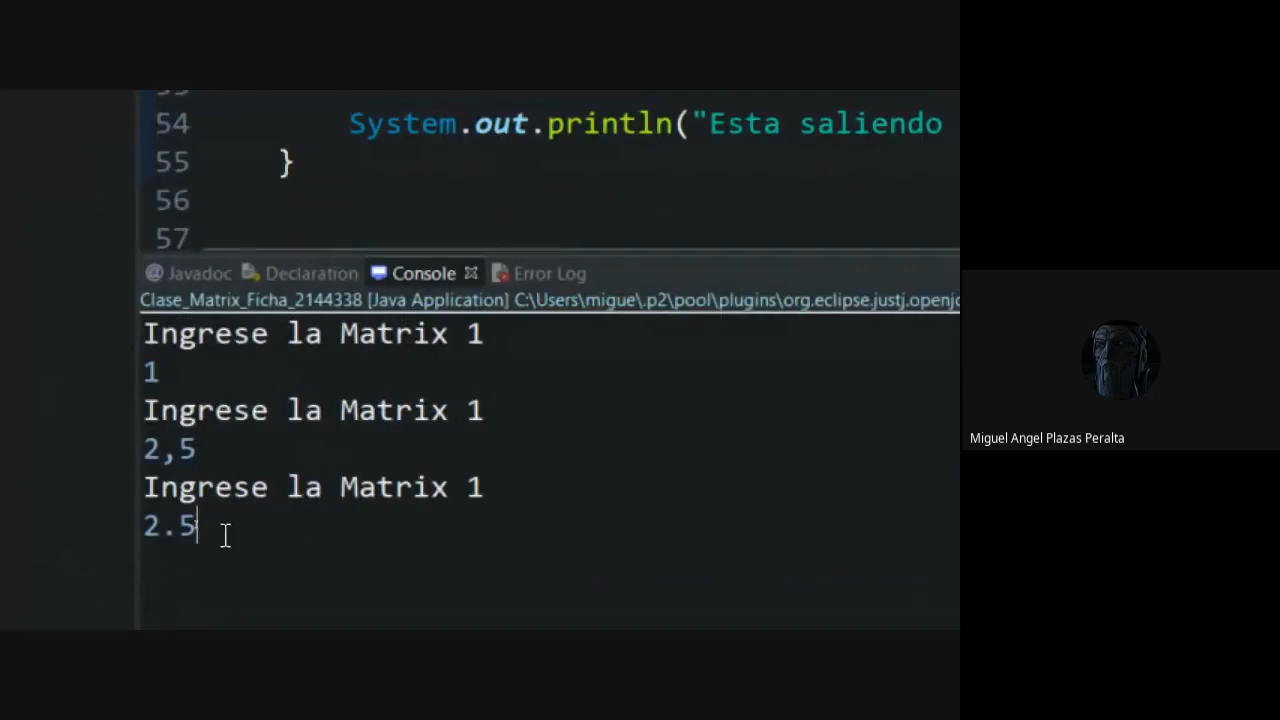 54 System.out.println("Esta saliendo
55 }
56
57
@ Javadoc Declaration Console Error Log
Clase_Matrix_Ficha_2144338 [Java Application] C:\Users\migue\.p2\pool\plugins\org.eclipse.justj.openj
Ingrese la Matrix 1
1
Ingrese la Matrix 1
2,5
Ingrese la Matrix 1
2.5
Miguel Angel Plazas Peralta